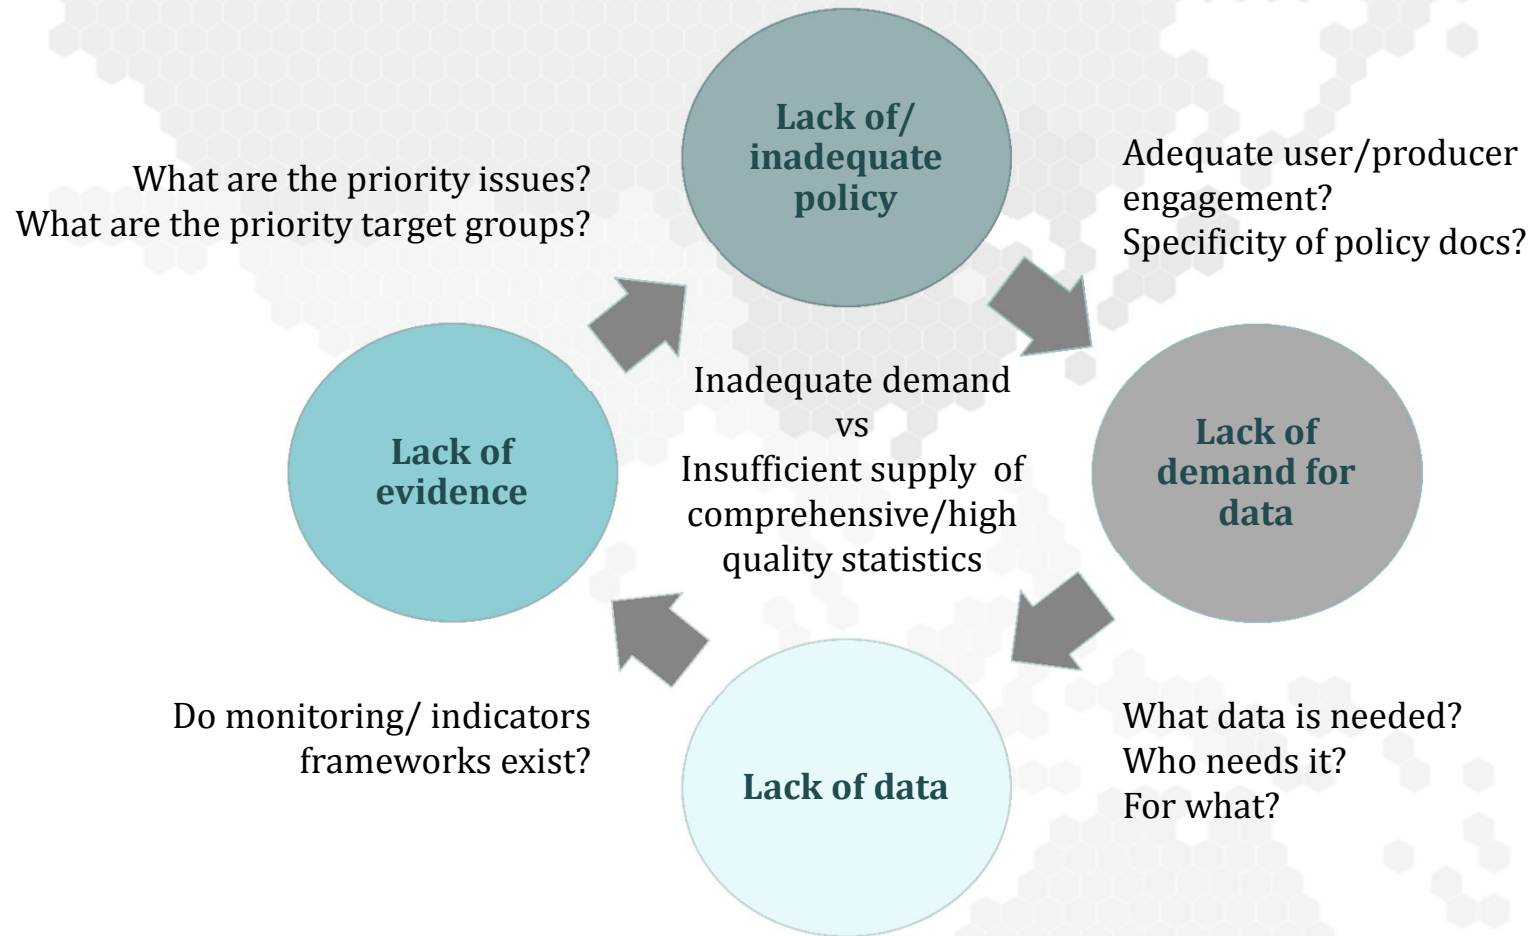 Lack of/
inadequate
policy
What are the priority issues?
What are the priority target groups?
Adequate user/producer
engagement?
Specificity of policy docs?
Lack of
evidence
Inadequate demand
vs
Insufficient supply of
comprehensive/high
quality statistics
Lack of
demand for
data
Do monitoring/ indicators
frameworks exist?
Lack of data
What data is needed?
Who needs it?
For what?